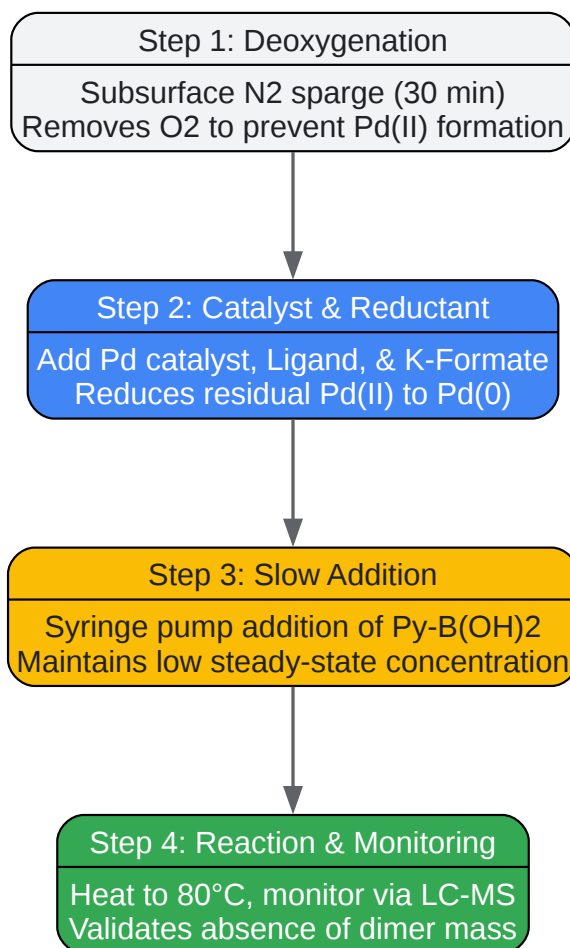 Step 1: Deoxygenation
Subsurface N2 sparge (30 min)
Removes O2 to prevent Pd(II) formation
Step 2: Catalyst & Reductant
Add Pd catalyst, Ligand, & K-Formate
Reduces residual Pd(II) to Pd(0)
Step 3: Slow Addition
Syringe pump addition of Py-B(OH)2
Maintains low steady-state concentration
Step 4: Reaction & Monitoring
Heat to 80°C, monitor via LC-MS
Validates absence of dimer mass